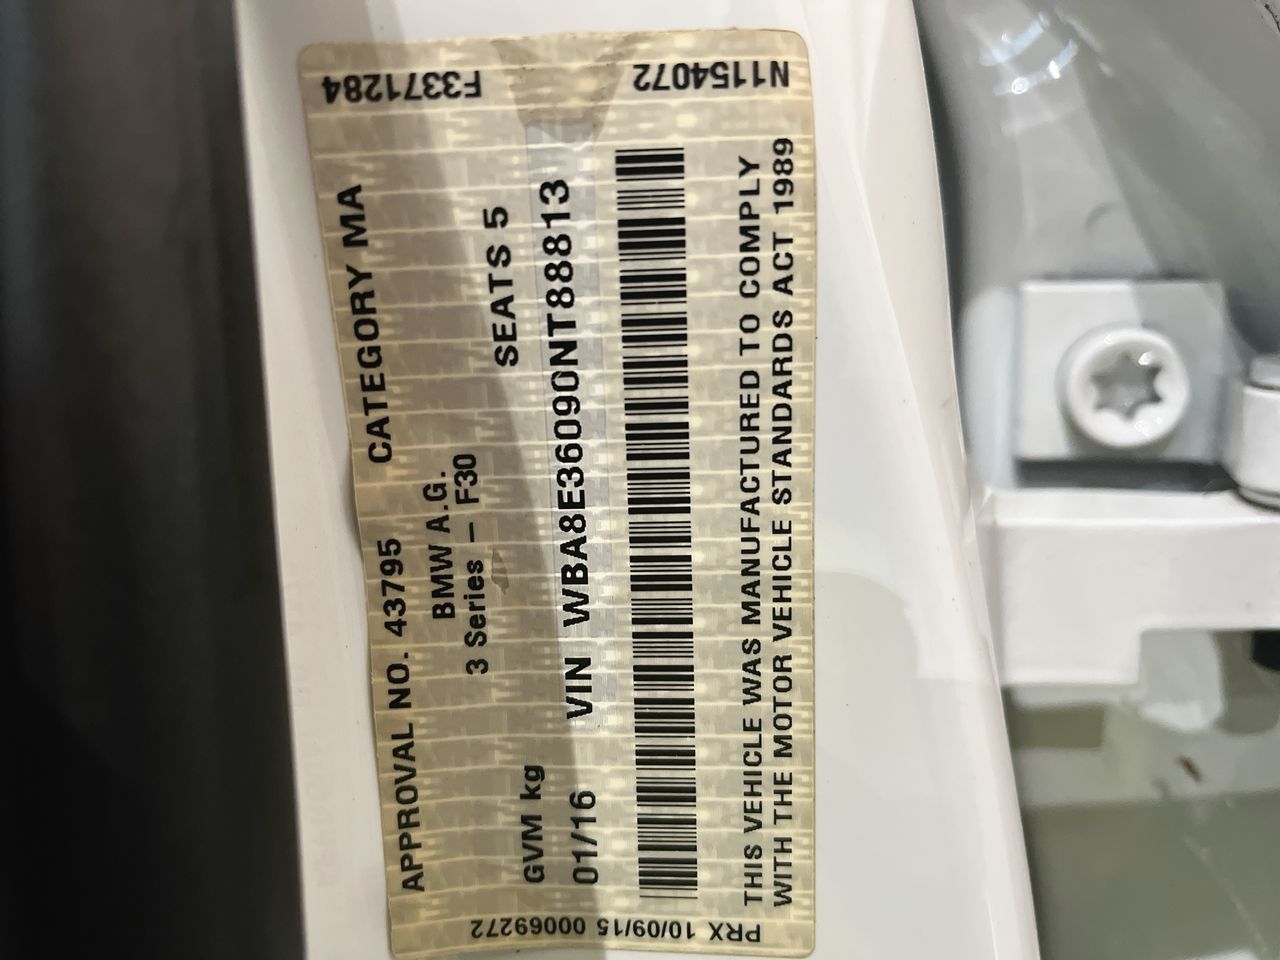 APPROVAL NO. 43795 CATEGORY MA
BMW A.G.
3 Series – F30
GVM kg SEATS 5
01/16 VIN WBA8E36090NT88813
THIS VEHICLE WAS MANUFACTURED TO COMPLY
WITH THE MOTOR VEHICLE STANDARDS ACT 1989
F3371284
N1154072
PRX 10/09/15 00069272